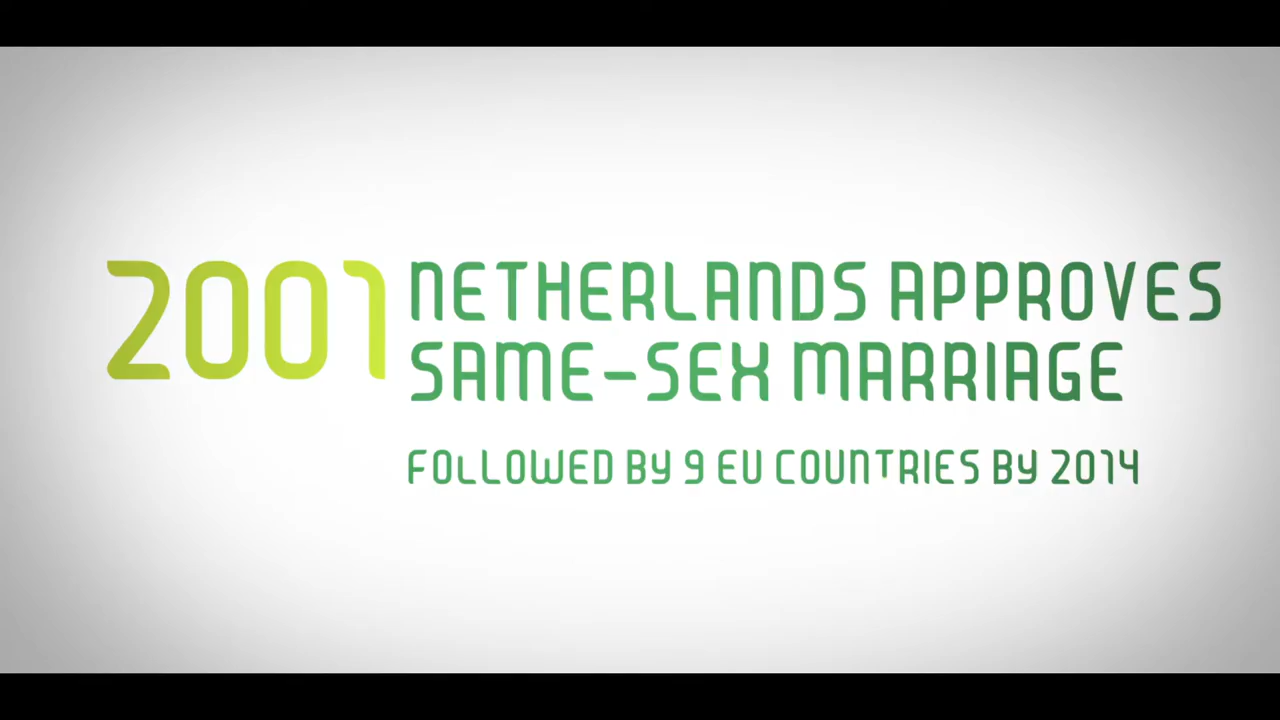 2001
NETHERLANDS APPROVES
SAME-SEX MARRIAGE
FOLLOWED BY 9 EU COUNTRIES BY 2014